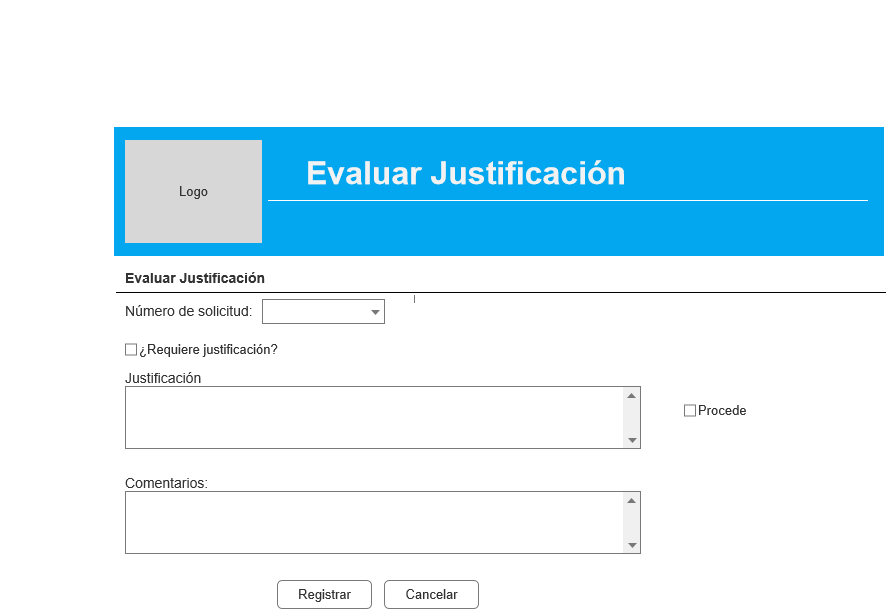 Logo
Evaluar Justificación
Evaluar Justificación
Número de solicitud:
¿Requiere justificación?
Justificación
Procede
Comentarios:
Registrar
Cancelar